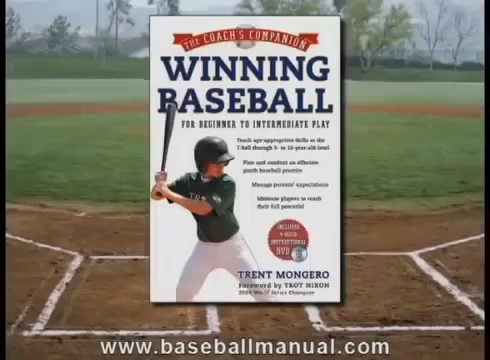 THE COACH'S COMPANION
WINNING
BASEBALL
FOR BEGINNER TO INTERMEDIATE PLAY
Teach age-appropriate skills at the
T-ball through 9- to 10-year-old-level
Plan and conduct an effective
youth baseball practice
Manage parents' expectations
Motivate players to reach
their full potential
INCLUDES
4-HOUR
INSTRUCTIONAL
DVD
TRENT MONGERO
Foreword by TROT NIXON
2004 World Series Champion
www.baseballmanual.com